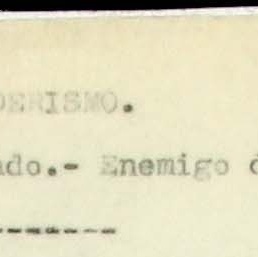 DERISMO.
ado.- Enemigo d
--------